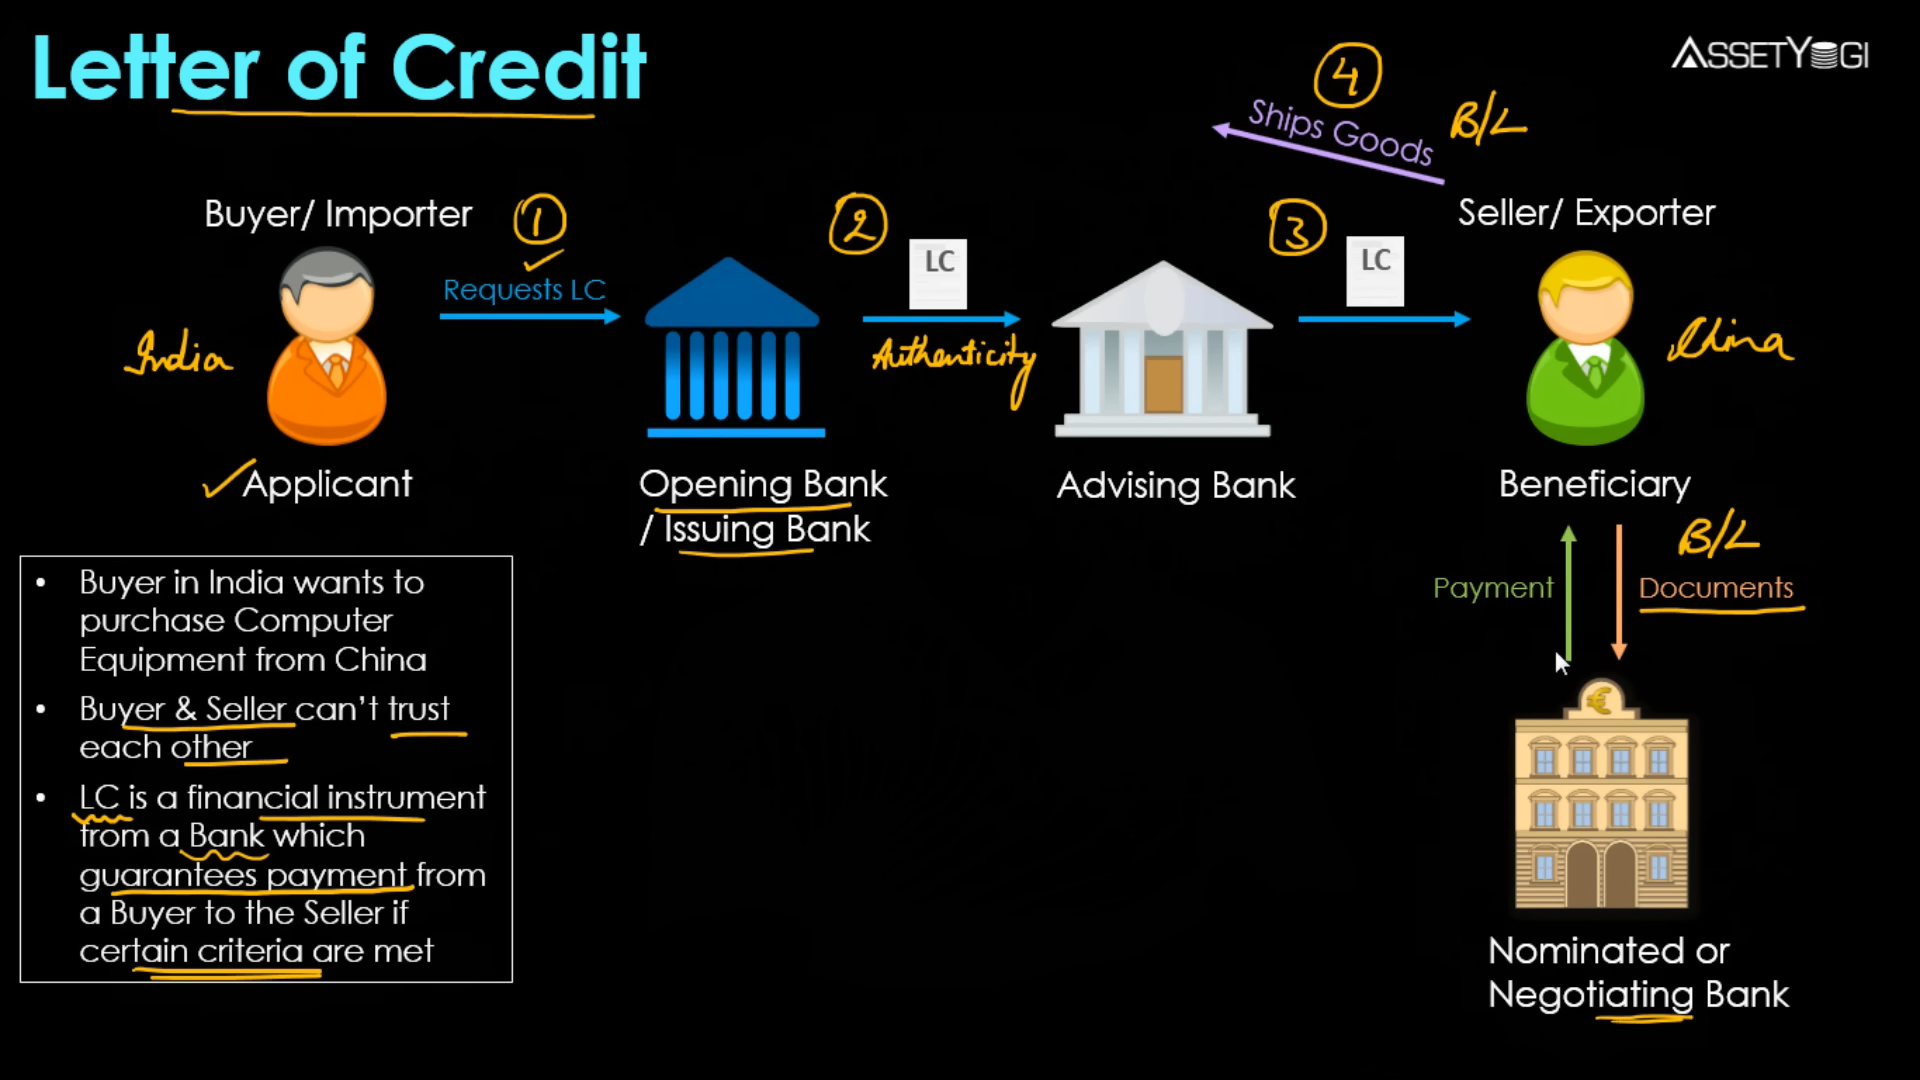 Letter of Credit
ASSETYOGI
4
Ships Goods
B/L
Buyer/ Importer
1
Requests LC
2
LC
3
LC
Seller/ Exporter
India
Authenticity
China
Applicant
Opening Bank
/ Issuing Bank
Advising Bank
Beneficiary
B/L
Payment
Documents
• Buyer in India wants to
purchase Computer
Equipment from China
• Buyer & Seller can't trust
each other
• LC is a financial instrument
from a Bank which
guarantees payment from
a Buyer to the Seller if
certain criteria are met
€
Nominated or
Negotiating Bank